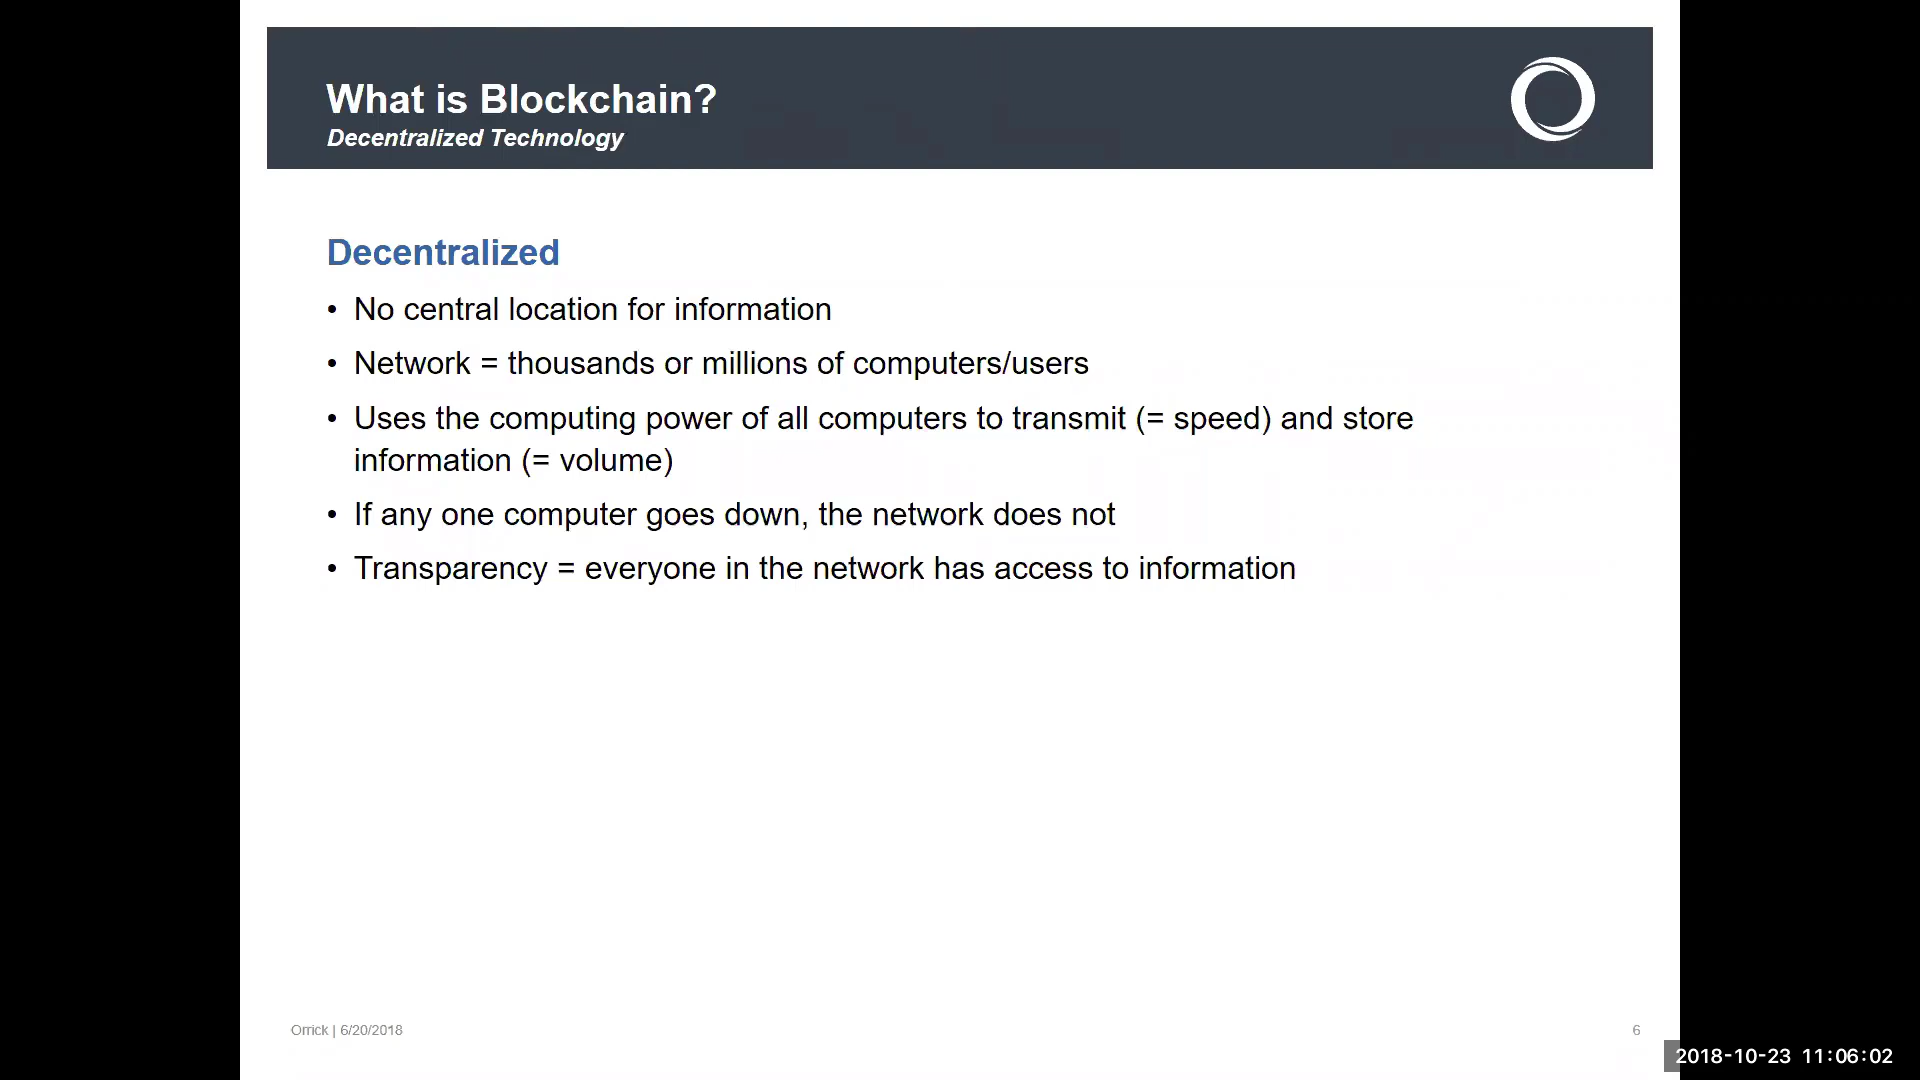 What is Blockchain?
Decentralized Technology
Decentralized
• No central location for information
• Network = thousands or millions of computers/users
• Uses the computing power of all computers to transmit (= speed) and store
information (= volume)
• If any one computer goes down, the network does not
• Transparency = everyone in the network has access to information
Orrick | 6/20/2018
6
2018-10-23 11:06:02